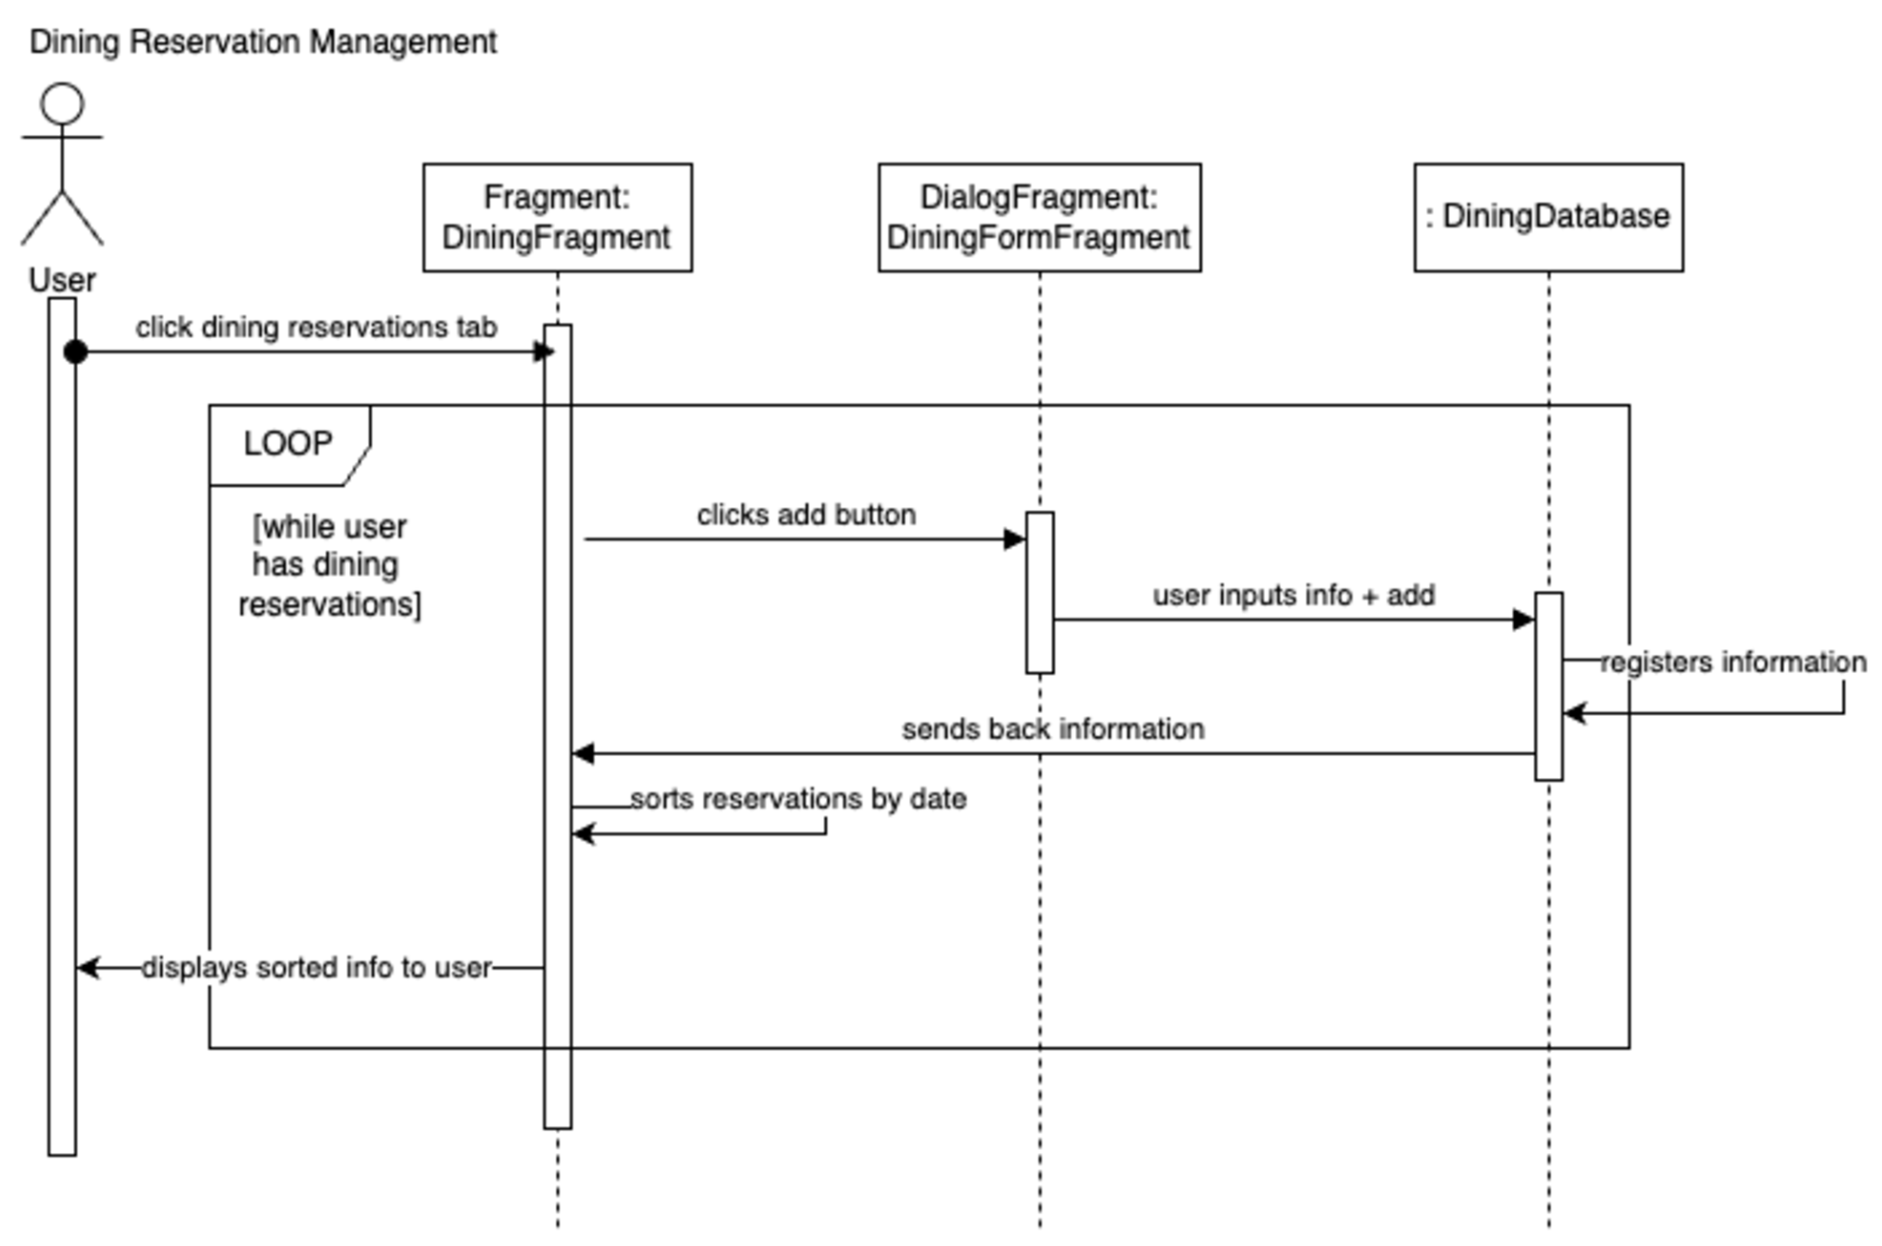 Dining Reservation Management
User
Fragment:
DiningFragment
DialogFragment:
DiningFormFragment
: DiningDatabase
click dining reservations tab
LOOP
[while user
has dining
reservations]
clicks add button
user inputs info + add
registers information
sends back information
sorts reservations by date
displays sorted info to user